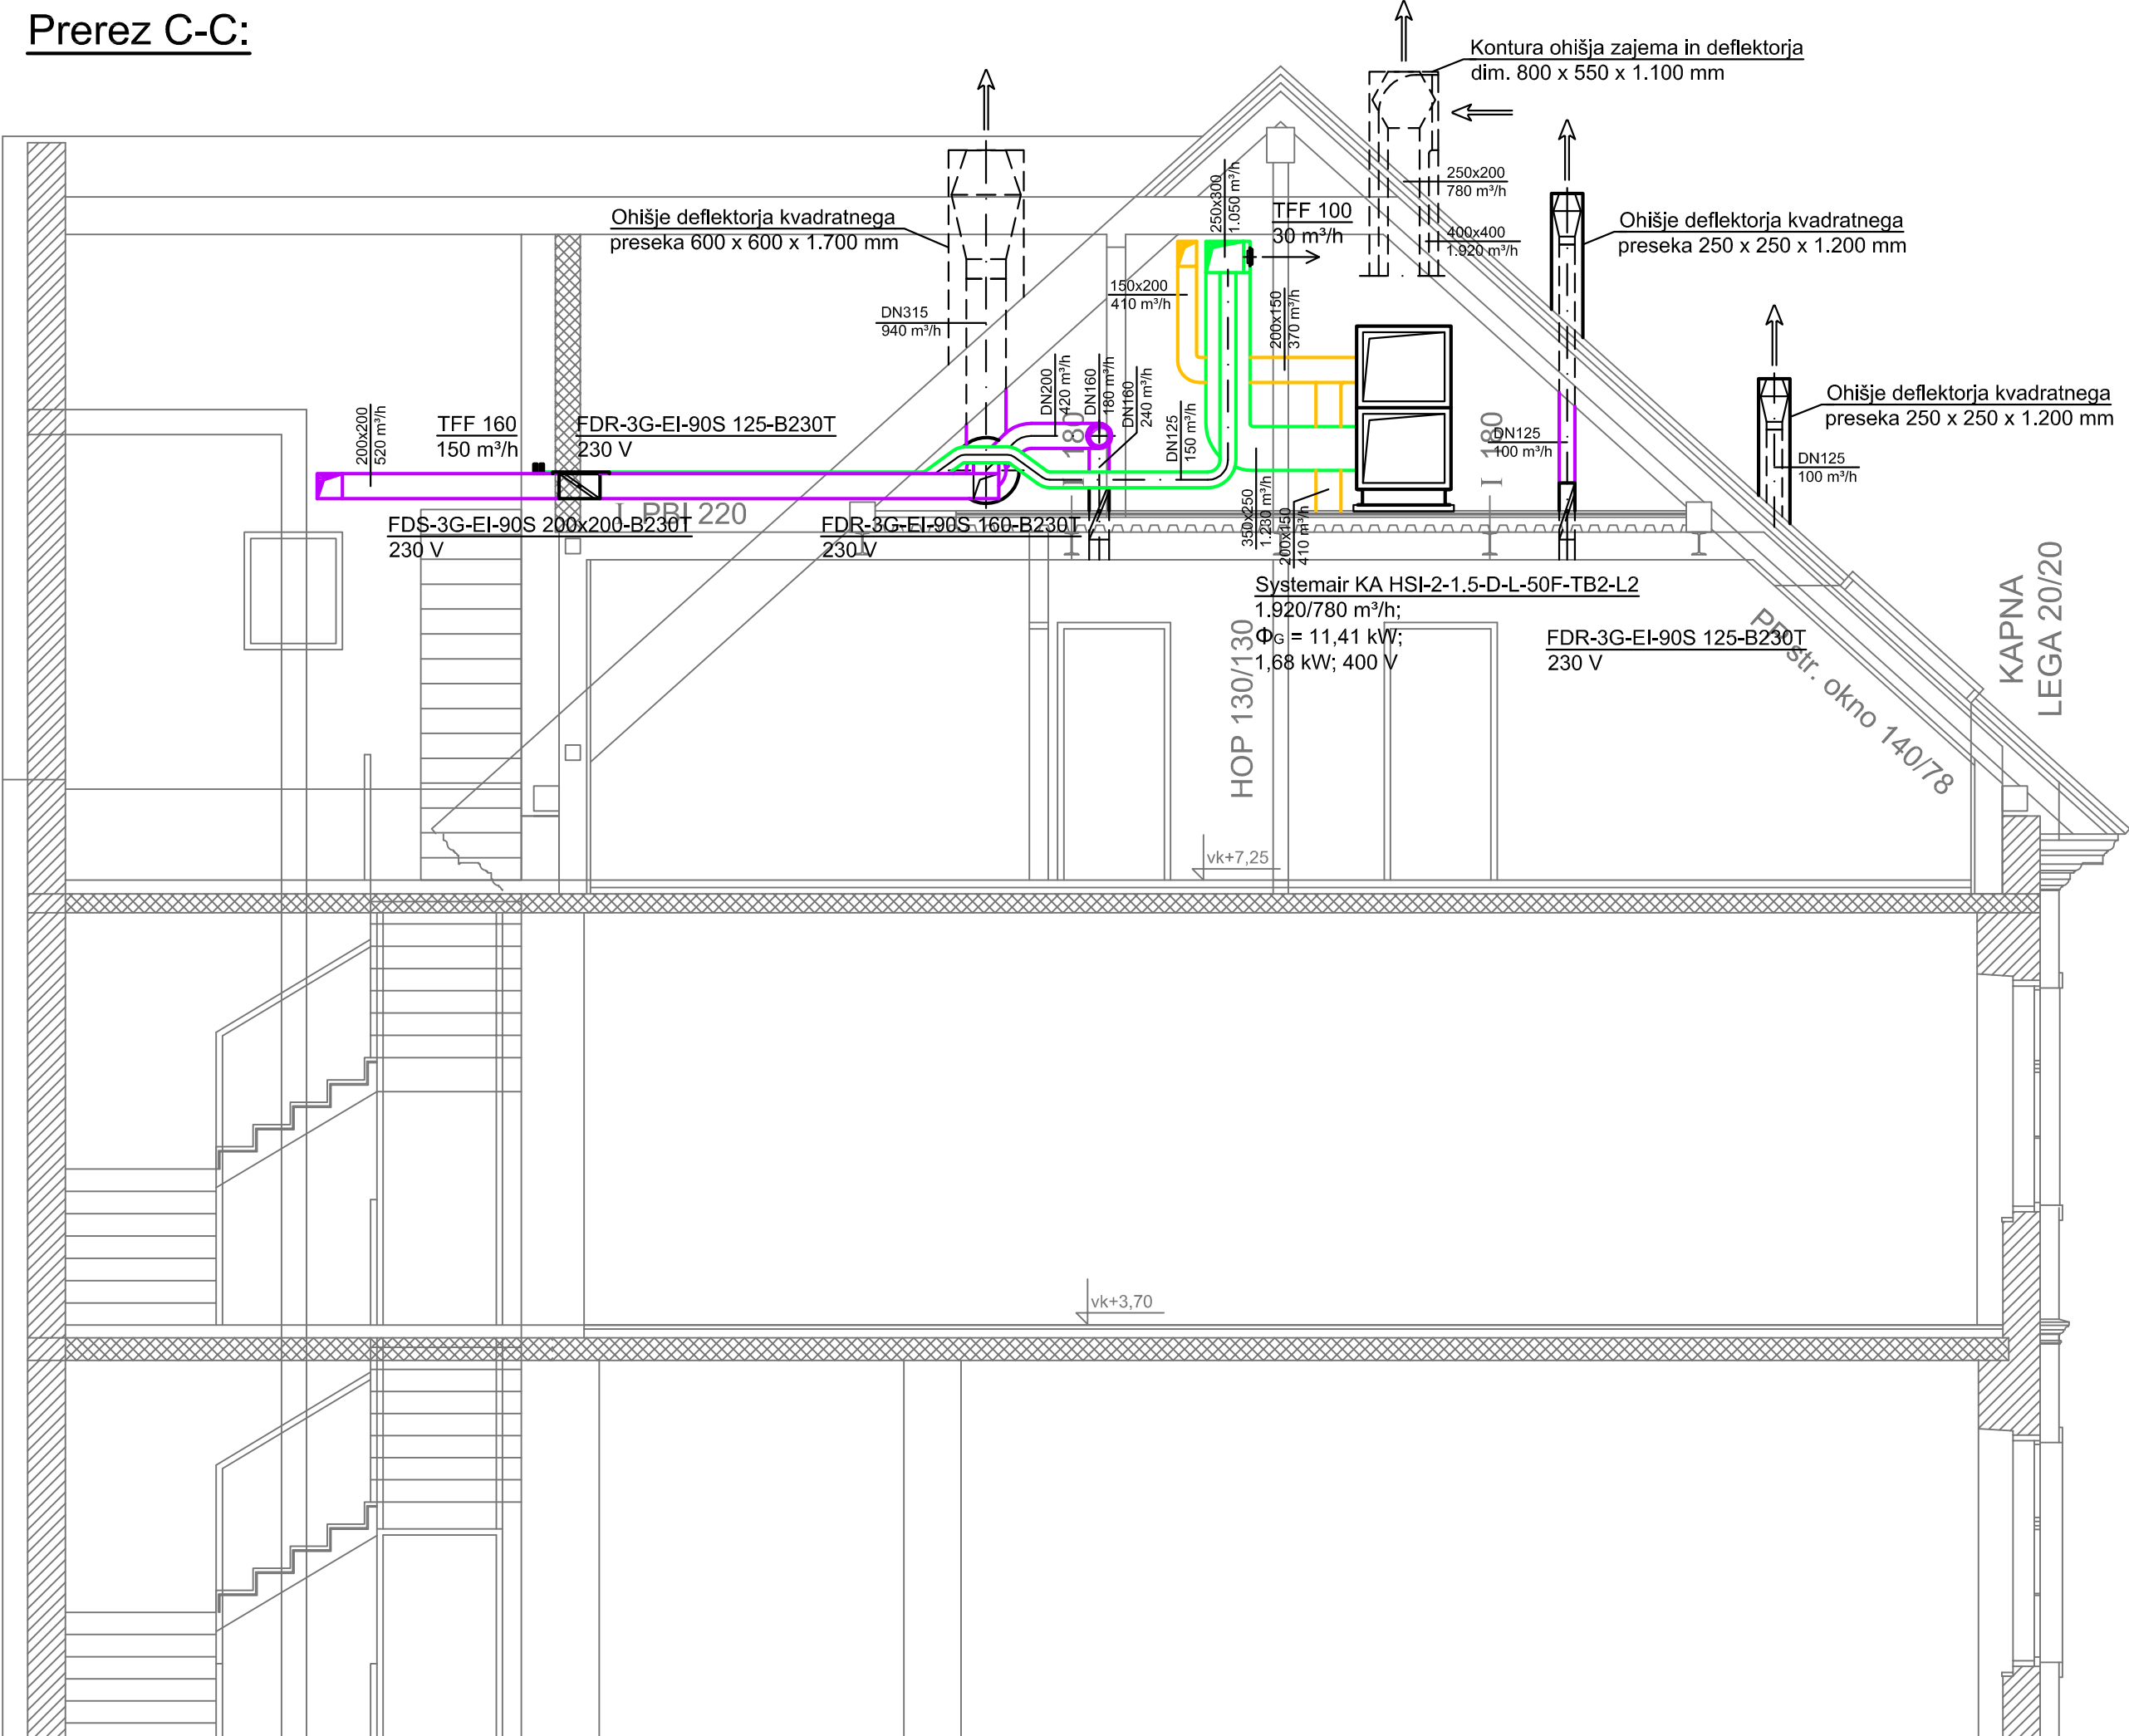 Prerez C-C:
Kontura ohišja zajema in deflektorja
dim. 800 x 550 x 1.100 mm
250x200
780 m³/h
400x400
1.920 m³/h
Ohišje deflektorja kvadratnega
preseka 250 x 250 x 1.200 mm
Ohišje deflektorja kvadratnega
preseka 600 x 600 x 1.700 mm
250x300
1.050 m³/h
TFF 100
30 m³/h
150x200
410 m³/h
200x150
370 m³/h
DN315
940 m³/h
Ohišje deflektorja kvadratnega
preseka 250 x 250 x 1.200 mm
DN200
420 m³/h
DN160
180 m³/h
DN160
240 m³/h
DN125
150 m³/h
200x200
520 m³/h
TFF 160
150 m³/h
FDR-3G-EI-90S 125-B230T
230 V
I 180
I 180
DN125
100 m³/h
DN125
100 m³/h
I PBI 220
FDS-3G-EI-90S 200x200-B230T
230 V
FDR-3G-EI-90S 160-B230T
230 V
350x250
1.230 m³/h
200x150
410 m³/h
Systemair KA HSI-2-1.5-D-L-50F-TB2-L2
1.920/780 m³/h;
ΦG = 11,41 kW;
1,68 kW; 400 V
FDR-3G-EI-90S 125-B230T
230 V
HOP 130/130
PP str. okno 140/78
KAPNA
LEGA 20/20
vk+7,25
vk+3,70